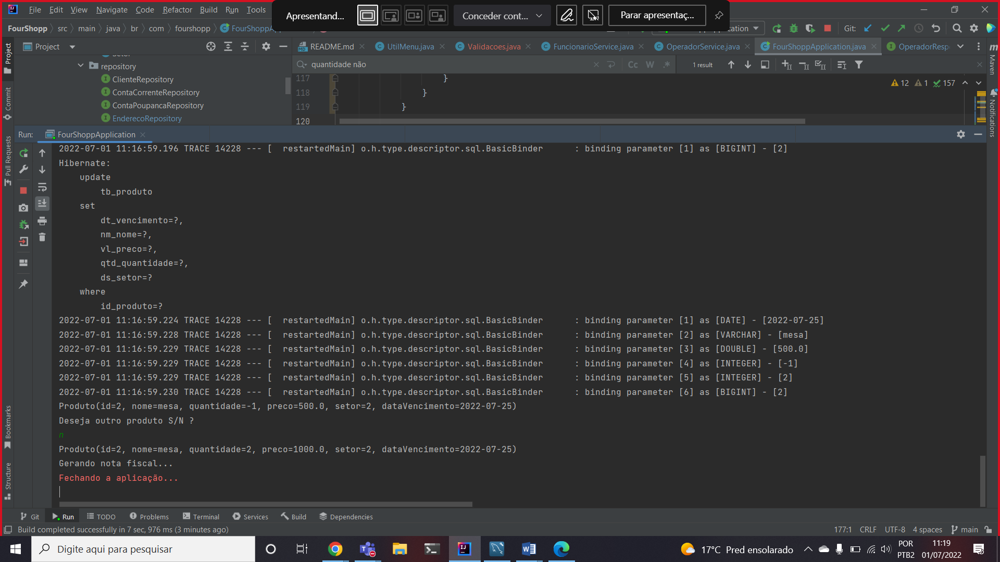 File Edit View Navigate Code Refactor Build Run Tools
Apresentand...
Conceder cont...
Parar apresentaç...
FourShopp src main java br com fourshopp FourShoppAp
ication
Git:
Project
README.md UtilMenu.java Validacoes.java FuncionarioService.java OperadorService.java FourShoppApplication.java OperadorResp
repository
quantidade não
Cc W .*
1 result
ClienteRepository
ContaCorrenteRepository
ContaPoupancaRepository
EnderecoRepository
117 }
118 }
119 }
120
12 1 157
Project
Commit
Pull Requests
Bookmarks
Structure
Maven
Notifications
Run: FourShoppApplication
2022-07-01 11:16:59.196 TRACE 14228 --- [  restartedMain] o.h.type.descriptor.sql.BasicBinder      : binding parameter [1] as [BIGINT] - [2]
Hibernate:
update
tb_produto
set
dt_vencimento=?,
nm_nome=?,
vl_preco=?,
qtd_quantidade=?,
ds_setor=?
where
id_produto=?
2022-07-01 11:16:59.224 TRACE 14228 --- [  restartedMain] o.h.type.descriptor.sql.BasicBinder      : binding parameter [1] as [DATE] - [2022-07-25]
2022-07-01 11:16:59.228 TRACE 14228 --- [  restartedMain] o.h.type.descriptor.sql.BasicBinder      : binding parameter [2] as [VARCHAR] - [mesa]
2022-07-01 11:16:59.229 TRACE 14228 --- [  restartedMain] o.h.type.descriptor.sql.BasicBinder      : binding parameter [3] as [DOUBLE] - [500.0]
2022-07-01 11:16:59.229 TRACE 14228 --- [  restartedMain] o.h.type.descriptor.sql.BasicBinder      : binding parameter [4] as [INTEGER] - [-1]
2022-07-01 11:16:59.229 TRACE 14228 --- [  restartedMain] o.h.type.descriptor.sql.BasicBinder      : binding parameter [5] as [INTEGER] - [2]
2022-07-01 11:16:59.230 TRACE 14228 --- [  restartedMain] o.h.type.descriptor.sql.BasicBinder      : binding parameter [6] as [BIGINT] - [2]
Produto(id=2, nome=mesa, quantidade=-1, preco=500.0, setor=2, dataVencimento=2022-07-25)
Deseja outro produto S/N ?
n
Produto(id=2, nome=mesa, quantidade=2, preco=1000.0, setor=2, dataVencimento=2022-07-25)
Gerando nota fiscal...
Fechando a aplicação...
Git Run TODO Problems Terminal Services Build Dependencies
Build completed successfully in 7 sec, 976 ms (3 minutes ago)
177:1 CRLF UTF-8 4 spaces main
Digite aqui para pesquisar
17°C Pred ensolarado
POR
PTB2
11:19
01/07/2022